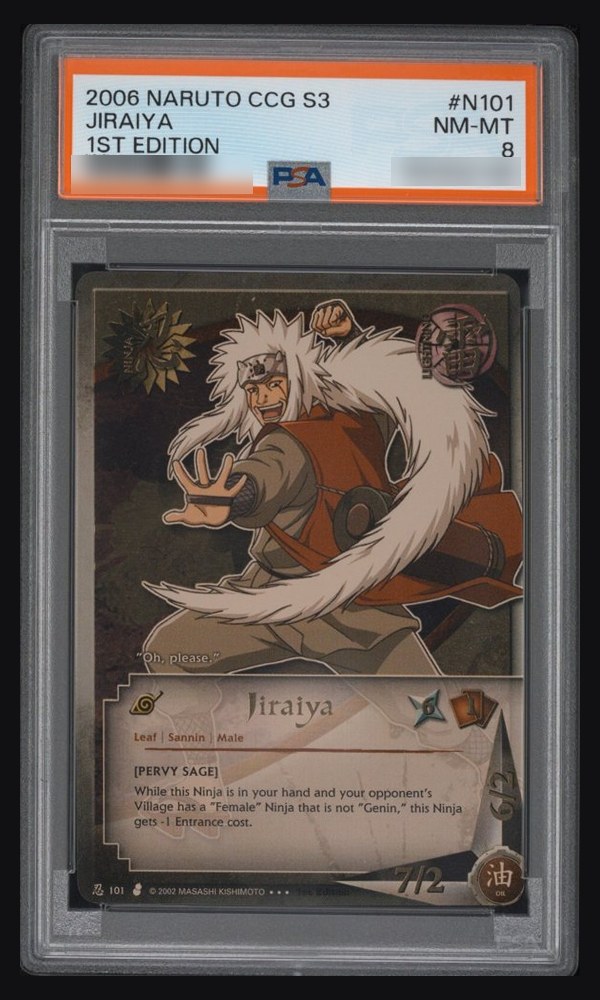 2006 NARUTO CCG S3
#N101
JIRAIYA
NM-MT
1ST EDITION
8
PSA
NINJA
"Oh, please."
Jiraiya
6
1
Leaf | Sannin | Male
[PERVY SAGE]
While this Ninja is in your hand and your opponent's
Village has a "Female" Ninja that is not "Genin," this Ninja
gets -1 Entrance cost.
6/2
7/2
油
忍 101 © 2002 MASASHI KISHIMOTO